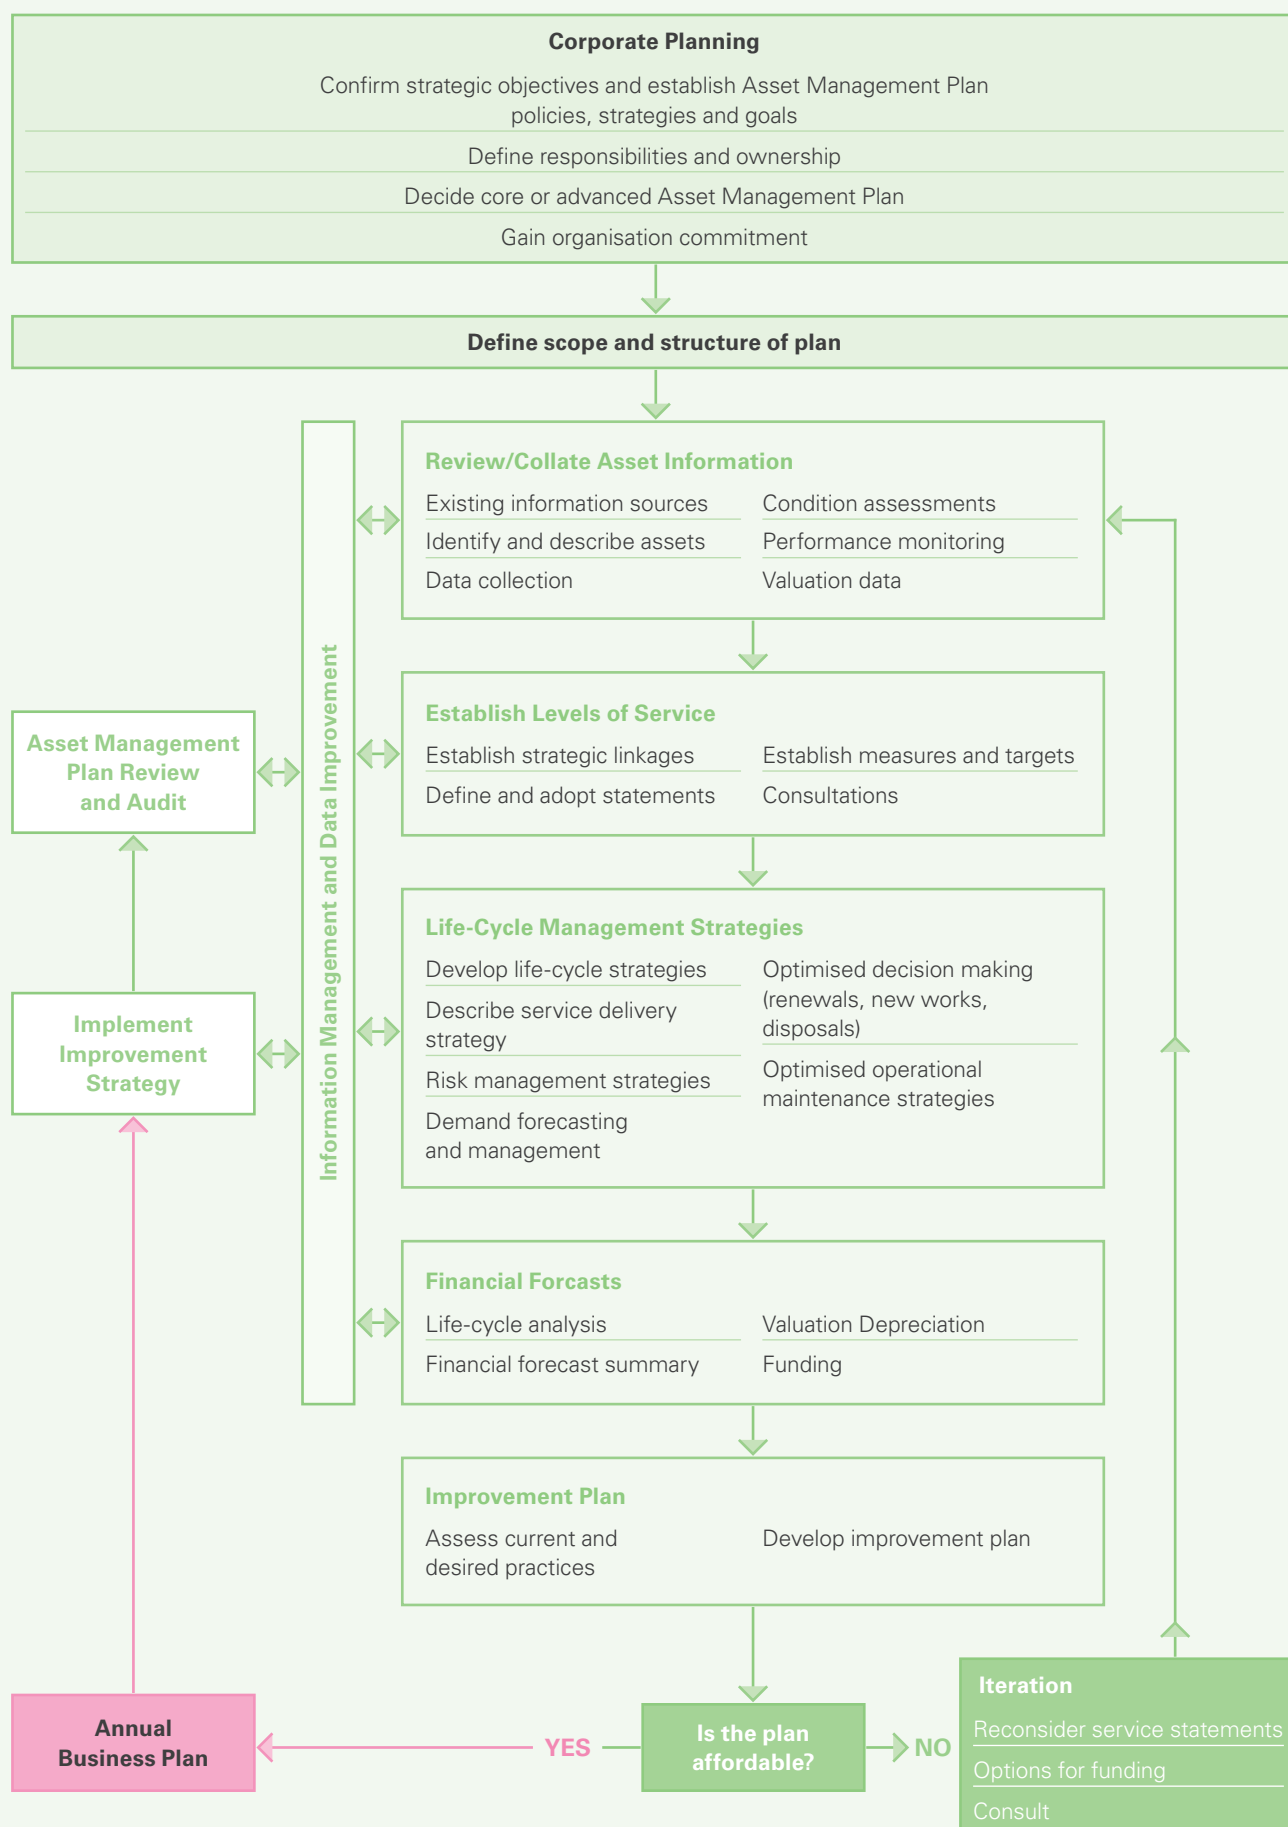 Corporate Planning
Confirm strategic objectives and establish Asset Management Plan
policies, strategies and goals
Define responsibilities and ownership
Decide core or advanced Asset Management Plan
Gain organisation commitment
Define scope and structure of plan
Information Management and Data Improvement
Review/Collate Asset Information
Existing information sources
Identify and describe assets
Data collection
Condition assessments
Performance monitoring
Valuation data
Establish Levels of Service
Establish strategic linkages
Define and adopt statements
Establish measures and targets
Consultations
Asset Management
Plan Review
and Audit
Life-Cycle Management Strategies
Develop life-cycle strategies
Describe service delivery
strategy
Risk management strategies
Demand forecasting
and management
Optimised decision making
(renewals, new works,
disposals)
Optimised operational
maintenance strategies
Implement
Improvement
Strategy
Financial Forcasts
Life-cycle analysis
Financial forecast summary
Valuation Depreciation
Funding
Improvement Plan
Assess current and
desired practices
Develop improvement plan
Annual
Business Plan
YES
Is the plan
affordable?
NO
Iteration
Reconsider service statements
Options for funding
Consult